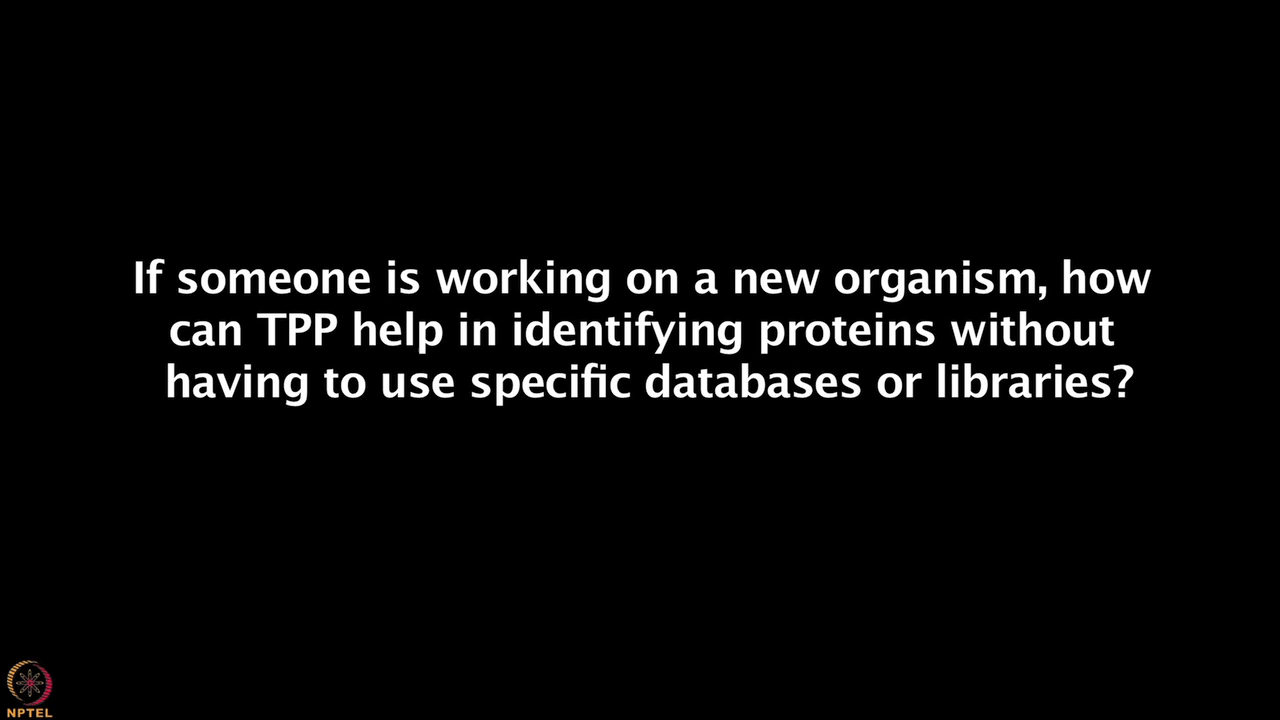 If someone is working on a new organism, how
can TPP help in identifying proteins without
having to use specific databases or libraries?
NPTEL